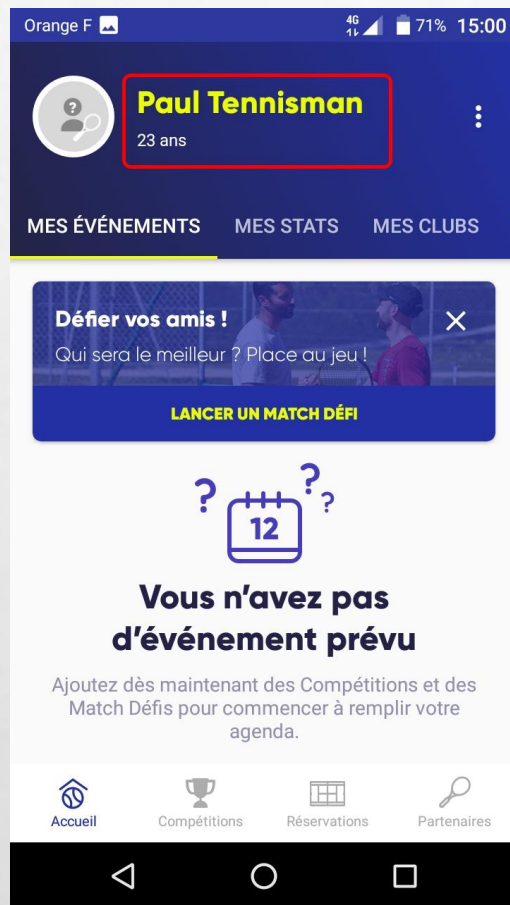 Orange F 4G 71% 15:00
Paul Tennisman
23 ans
MES ÉVÉNEMENTS MES STATS MES CLUBS
Défier vos amis !
Qui sera le meilleur ? Place au jeu !
LANCER UN MATCH DÉFI
? ? ?
12
Vous n'avez pas
d'événement prévu
Ajoutez dès maintenant des Compétitions et des
Match Défis pour commencer à remplir votre
agenda.
Accueil Compétitions Réservations Partenaires